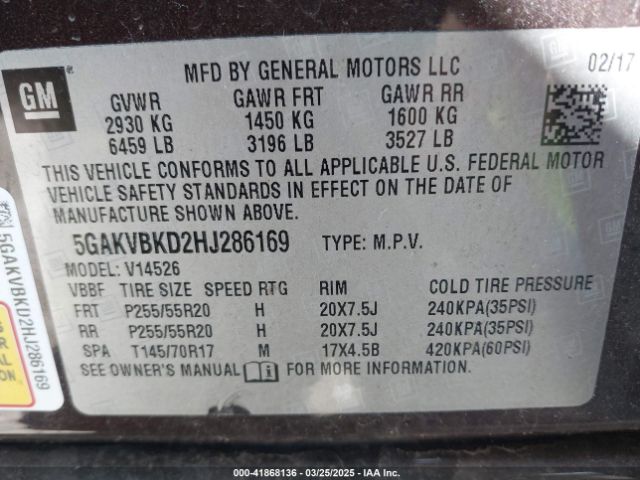 GM
MFD BY GENERAL MOTORS LLC 02/17
GVWR GAWR FRT GAWR RR
2930 KG 1450 KG 1600 KG
6459 LB 3196 LB 3527 LB
THIS VEHICLE CONFORMS TO ALL APPLICABLE U.S. FEDERAL MOTOR
VEHICLE SAFETY STANDARDS IN EFFECT ON THE DATE OF
MANUFACTURE SHOWN ABOVE.
5GAKVBKD2HJ286169 TYPE: M.P.V.
MODEL: V14526
VBBF TIRE SIZE SPEED RTG RIM COLD TIRE PRESSURE
FRT P255/55R20 H 20X7.5J 240KPA(35PSI)
RR P255/55R20 H 20X7.5J 240KPA(35PSI)
SPA T145/70R17 M 17X4.5B 420KPA(60PSI)
SEE OWNER'S MANUAL FOR MORE INFORMATION.
5GAKVBKD2HJ286169
41868136 - 03/25/2025 - IAA Inc.